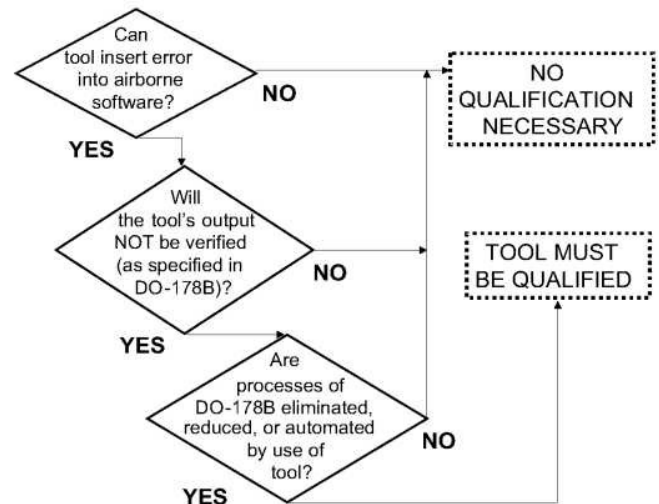 Can
tool insert error
into airborne
software?
NO
YES
NO
QUALIFICATION
NECESSARY
Will
the tool's output
NOT be verified
(as specified in
DO-178B)?
NO
YES
TOOL MUST
BE QUALIFIED
Are
processes of
DO-178B eliminated,
reduced, or automated
by use of
tool?
NO
YES